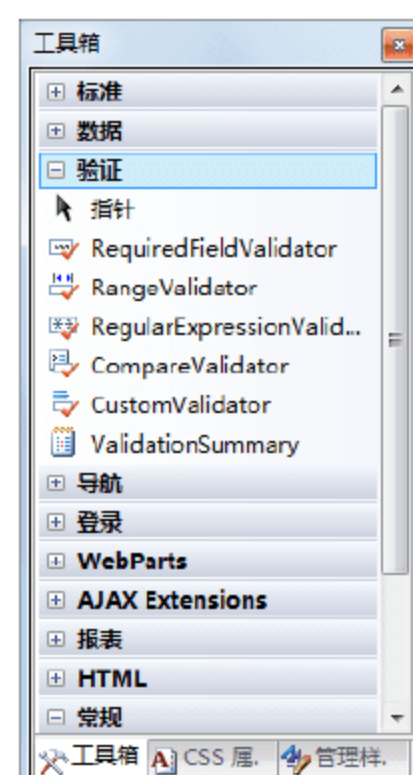 工具箱
标准
数据
验证
指针
RequiredFieldValidator
RangeValidator
RegularExpressionValid...
CompareValidator
CustomValidator
ValidationSummary
导航
登录
WebParts
AJAX Extensions
报表
HTML
常规
工具箱 CSS 属. 管理样.